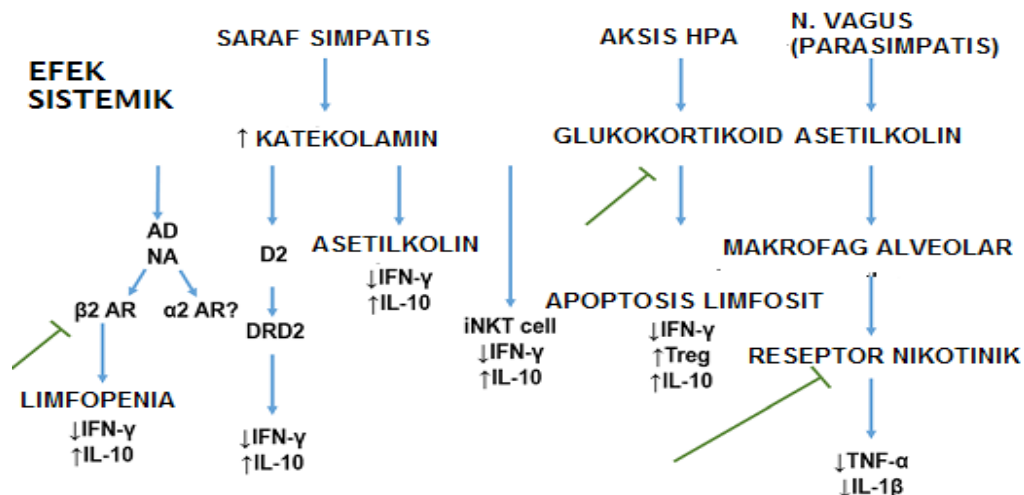 SARAF SIMPATIS
AKSIS HPA
N. VAGUS
(PARASIMPATIS)
EFEK
SISTEMIK
↑ KATEKOLAMIN
GLUKOKORTIKOID
ASETILKOLIN
AD
NA
D2
ASETILKOLIN
↓IFN-γ
↑IL-10
MAKROFAG ALVEOLAR
β2 AR
α2 AR?
DRD2
iNKT cell
↓IFN-γ
↑IL-10
APOPTOSIS LIMFOSIT
↓IFN-γ
↑Treg
↑IL-10
RESEPTOR NIKOTINIK
LIMFOPENIA
↓IFN-γ
↑IL-10
↓IFN-γ
↑IL-10
↓TNF-α
↓IL-1β